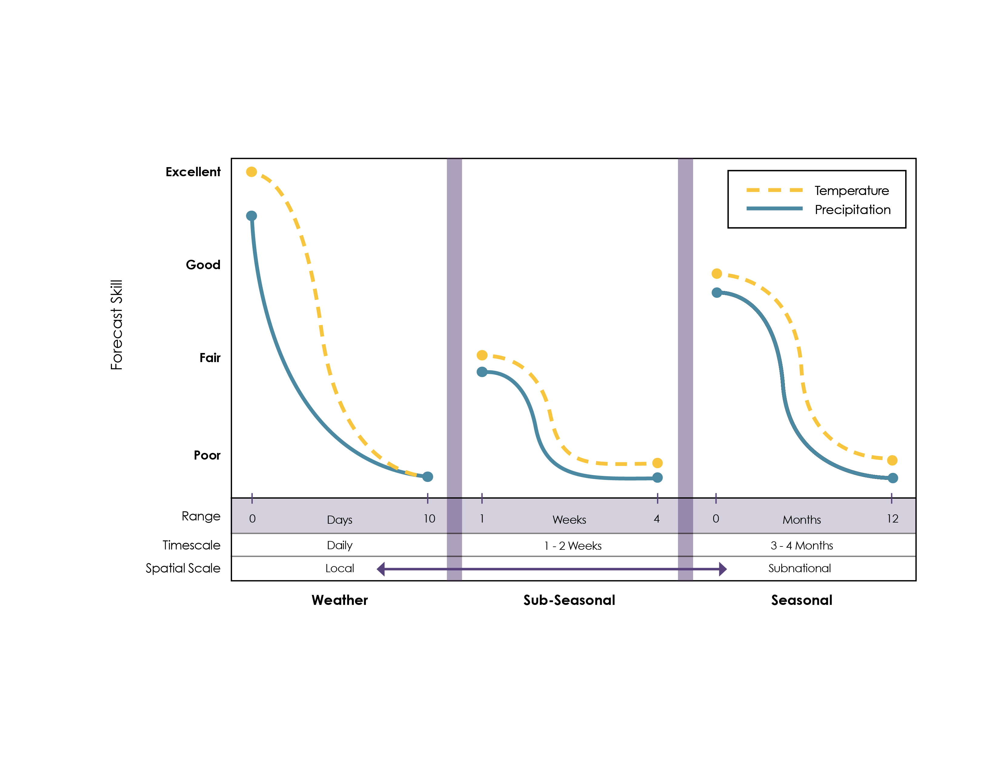 Forecast Skill
Excellent
Good
Fair
Poor
Temperature
Precipitation
Range 0 Days 10 1 Weeks 4 0 Months 12
Timescale Daily 1 - 2 Weeks 3 - 4 Months
Spatial Scale Local Subnational
Weather Sub-Seasonal Seasonal